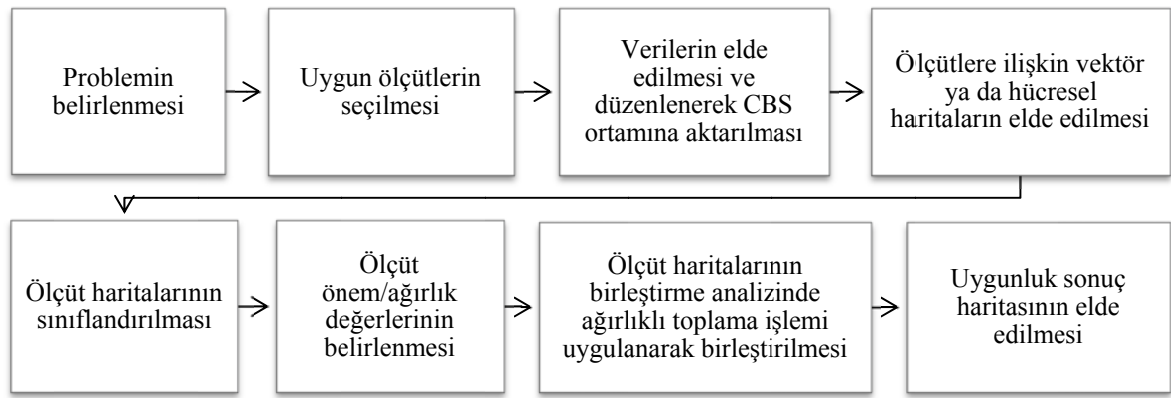 Problemin
belirlenmesi
Uygun ölçütlerin
seçilmesi
Verilerin elde
edilmesi ve
düzenlenerek CBS
ortamına aktarılması
Ölçütlere ilişkin vektör
ya da hücresel
haritaların elde edilmesi
Ölçüt haritalarının
sınıflandırılması
Ölçüt
önem/ağırlık
değerlerinin
belirlenmesi
Ölçüt haritalarının
birleştirme analizinde
ağırlıklı toplama işlemi
uygulanarak birleştirilmesi
Uygunluk sonuç
haritasının elde
edilmesi